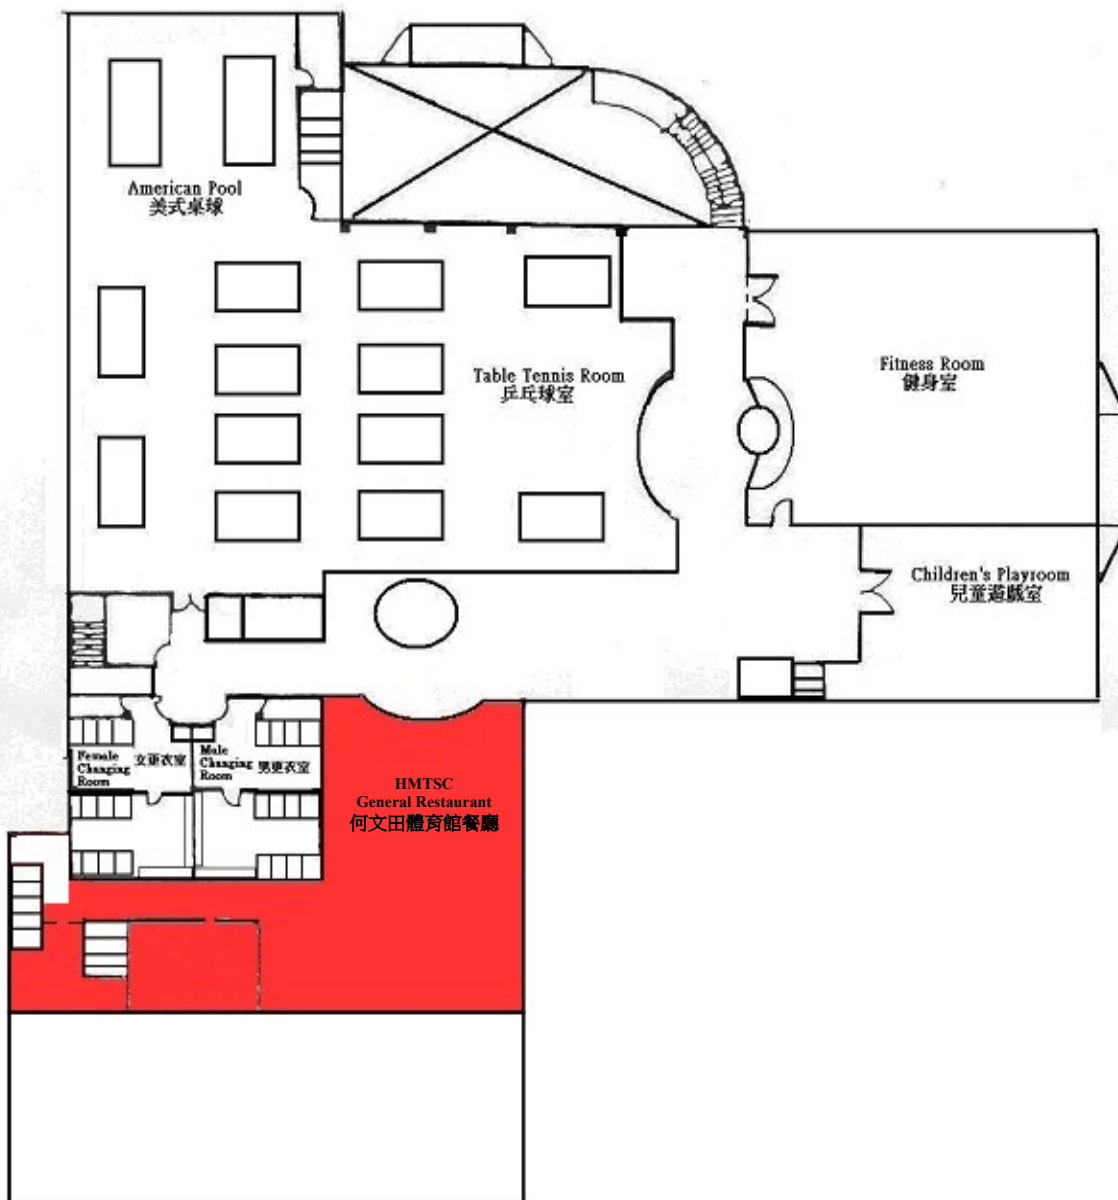 American Pool
美式桌球
Table Tennis Room
乒乓球室
Fitness Room
健身室
Children's Playroom
兒童遊戲室
Female
Changing
Room
女更衣室
Male
Changing
Room
男更衣室
HMTSC
General Restaurant
何文田體育館餐廳